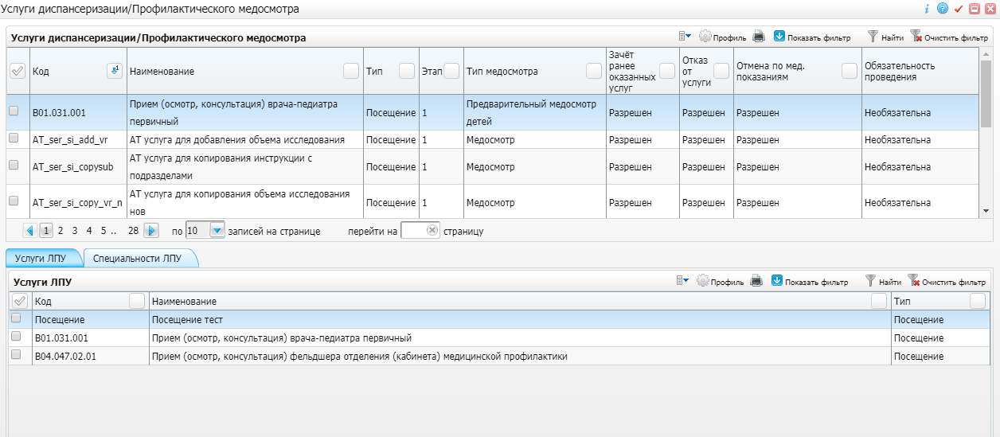 Услуги диспансеризации/Профилактического медосмотра
Услуги диспансеризации/Профилактического медосмотра
Профиль Показать фильтр Найти Очистить фильтр
Код 1 Наименование Тип Этап Тип медосмотра Зачёт ранее оказанных услуг Отказ от услуги Отмена по мед. показаниям Обязательность проведения
B01.031.001 Прием (осмотр, консультация) врача-педиатра первичный Посещение 1 Предварительный медосмотр детей Разрешен Разрешен Разрешен Необязательна
AT_ser_si_add_vr АТ услуга для добавления объема исследования Посещение 1 Медосмотр Разрешен Разрешен Разрешен Необязательна
AT_ser_si_copysub АТ услуга для копирования инструкции с подразделами Посещение 1 Медосмотр Разрешен Разрешен Разрешен Необязательна
AT_ser_si_copy_vr_n АТ услуга для копирования объема исследования нов Посещение 1 Медосмотр Разрешен Разрешен Разрешен Необязательна
1 2 3 4 5 .. 28 по 10 записей на странице перейти на страницу
Услуги ЛПУ Специальности ЛПУ
Услуги ЛПУ Профиль Показать фильтр Найти Очистить фильтр
Код Наименование Тип
Посещение Посещение тест Посещение
B01.031.001 Прием (осмотр, консультация) врача-педиатра первичный Посещение
B04.047.02.01 Прием (осмотр, консультация) фельдшера отделения (кабинета) медицинской профилактики Посещение